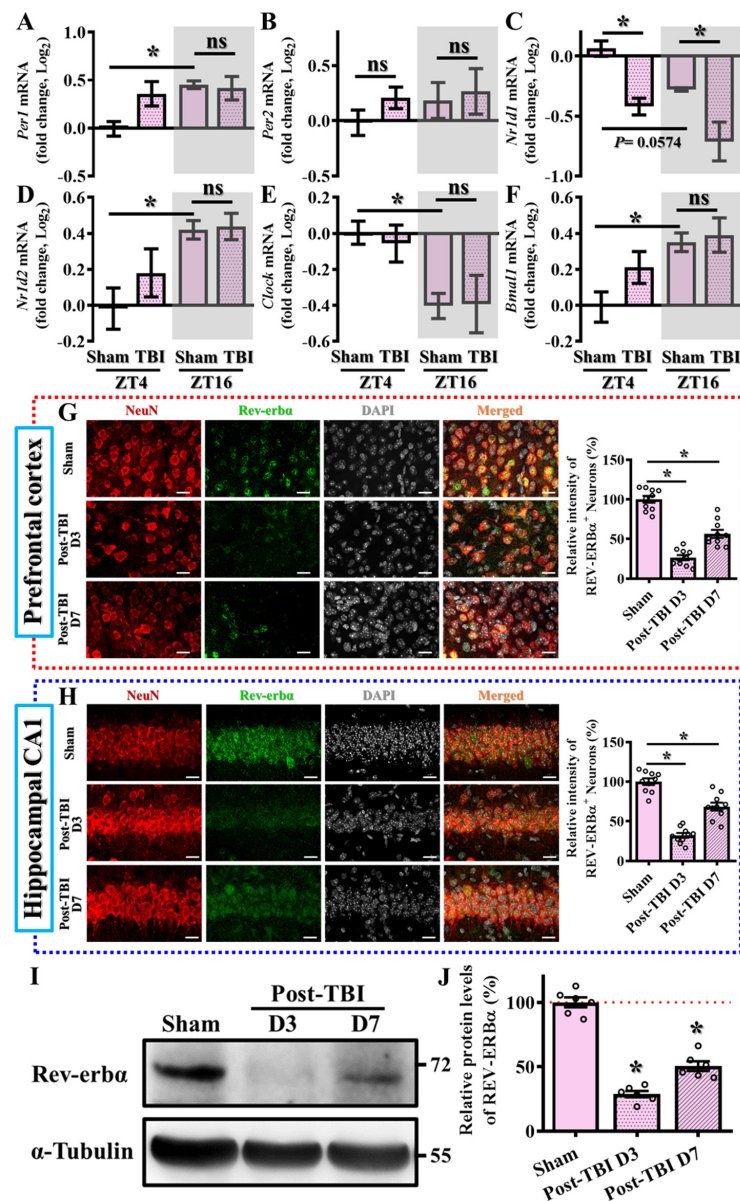 A
Per1 mRNA
(fold change, Log2)
1.0
0.5
0.0
-0.5
*
ns
B
Per2 mRNA
(fold change, Log2)
0.5
0.0
-0.5
ns
ns
C
Nr1d1 mRNA
(fold change, Log2)
0.0
-0.5
-1.0
*
*
P= 0.0574
D
Nr1d2 mRNA
(fold change, Log2)
0.6
0.4
0.2
0.0
-0.2
*
ns
Sham TBI Sham TBI
ZT4 ZT16
E
Clock mRNA
(fold change, Log2)
0.2
0.0
-0.2
-0.4
-0.6
*
ns
Sham TBI Sham TBI
ZT4 ZT16
F
Bmal1 mRNA
(fold change, Log2)
0.6
0.4
0.2
0.0
-0.2
*
ns
Sham TBI Sham TBI
ZT4 ZT16
Prefrontal cortex
G
NeuN Rev-erbα DAPI Merged
Sham
Post-TBI
D3
Post-TBI
D7
Relative intensity of
REV-ERBα+ Neurons (%)
150
100
50
0
*
*
Sham
Post-TBI D3
Post-TBI D7
Hippocampal CA1
H
NeuN Rev-erbα DAPI Merged
Sham
Post-TBI
D3
Post-TBI
D7
Relative intensity of
REV-ERBα+ Neurons (%)
150
100
50
0
*
*
Sham
Post-TBI D3
Post-TBI D7
I
Post-TBI
Sham D3 D7
Rev-erbα
72
α-Tubulin
55
J
Relative protein levels
of REV-ERBα (%)
100
50
0
*
*
Sham
Post-TBI D3
Post-TBI D7